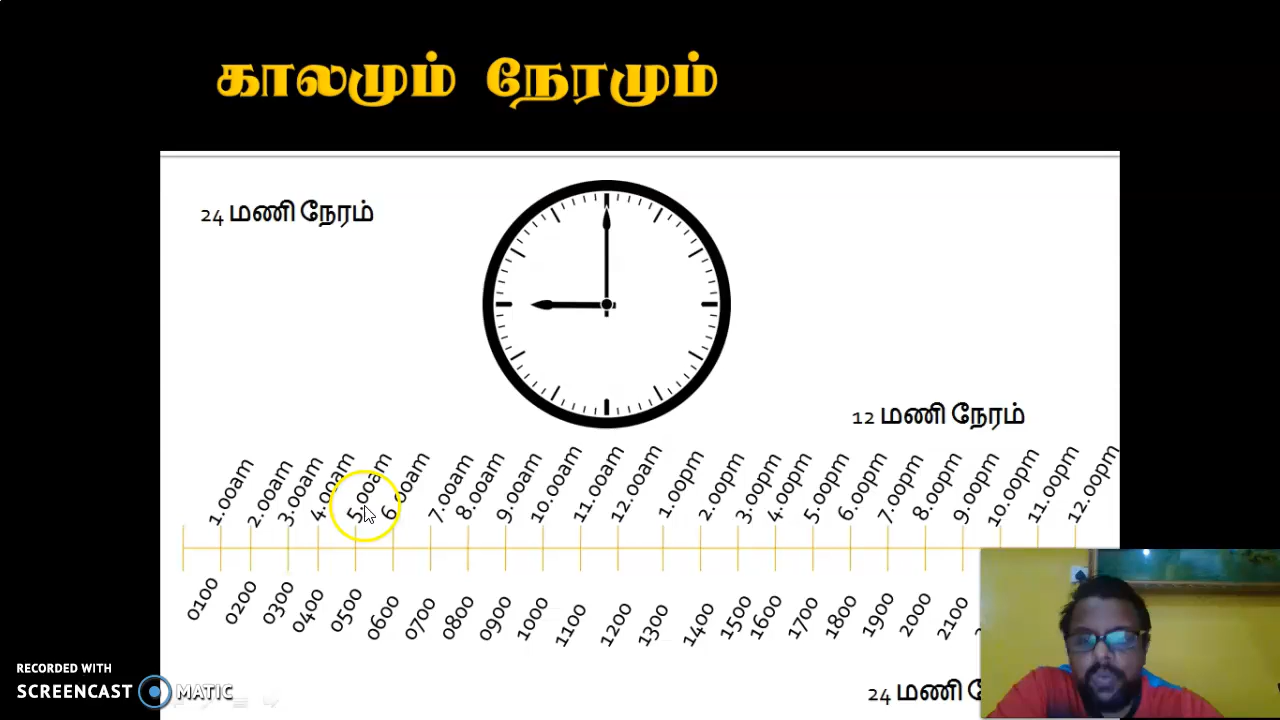 காலமும் நேரமும்
24 மணி நேரம்
12 மணி நேரம்
1.00am 2.00am 3.00am 4.00am 5.00am 6.00am 7.00am 8.00am 9.00am 10.00am 11.00am 12.00am 1.00pm 2.00pm 3.00pm 4.00pm 5.00pm 6.00pm 7.00pm 8.00pm 9.00pm 10.00pm 11.00pm 12.00pm
0100 0200 0300 0400 0500 0600 0700 0800 0900 1000 1100 1200 1300 1400 1500 1600 1700 1800 1900 2000 2100
24 மணி
RECORDED WITH
SCREENCAST MATIC